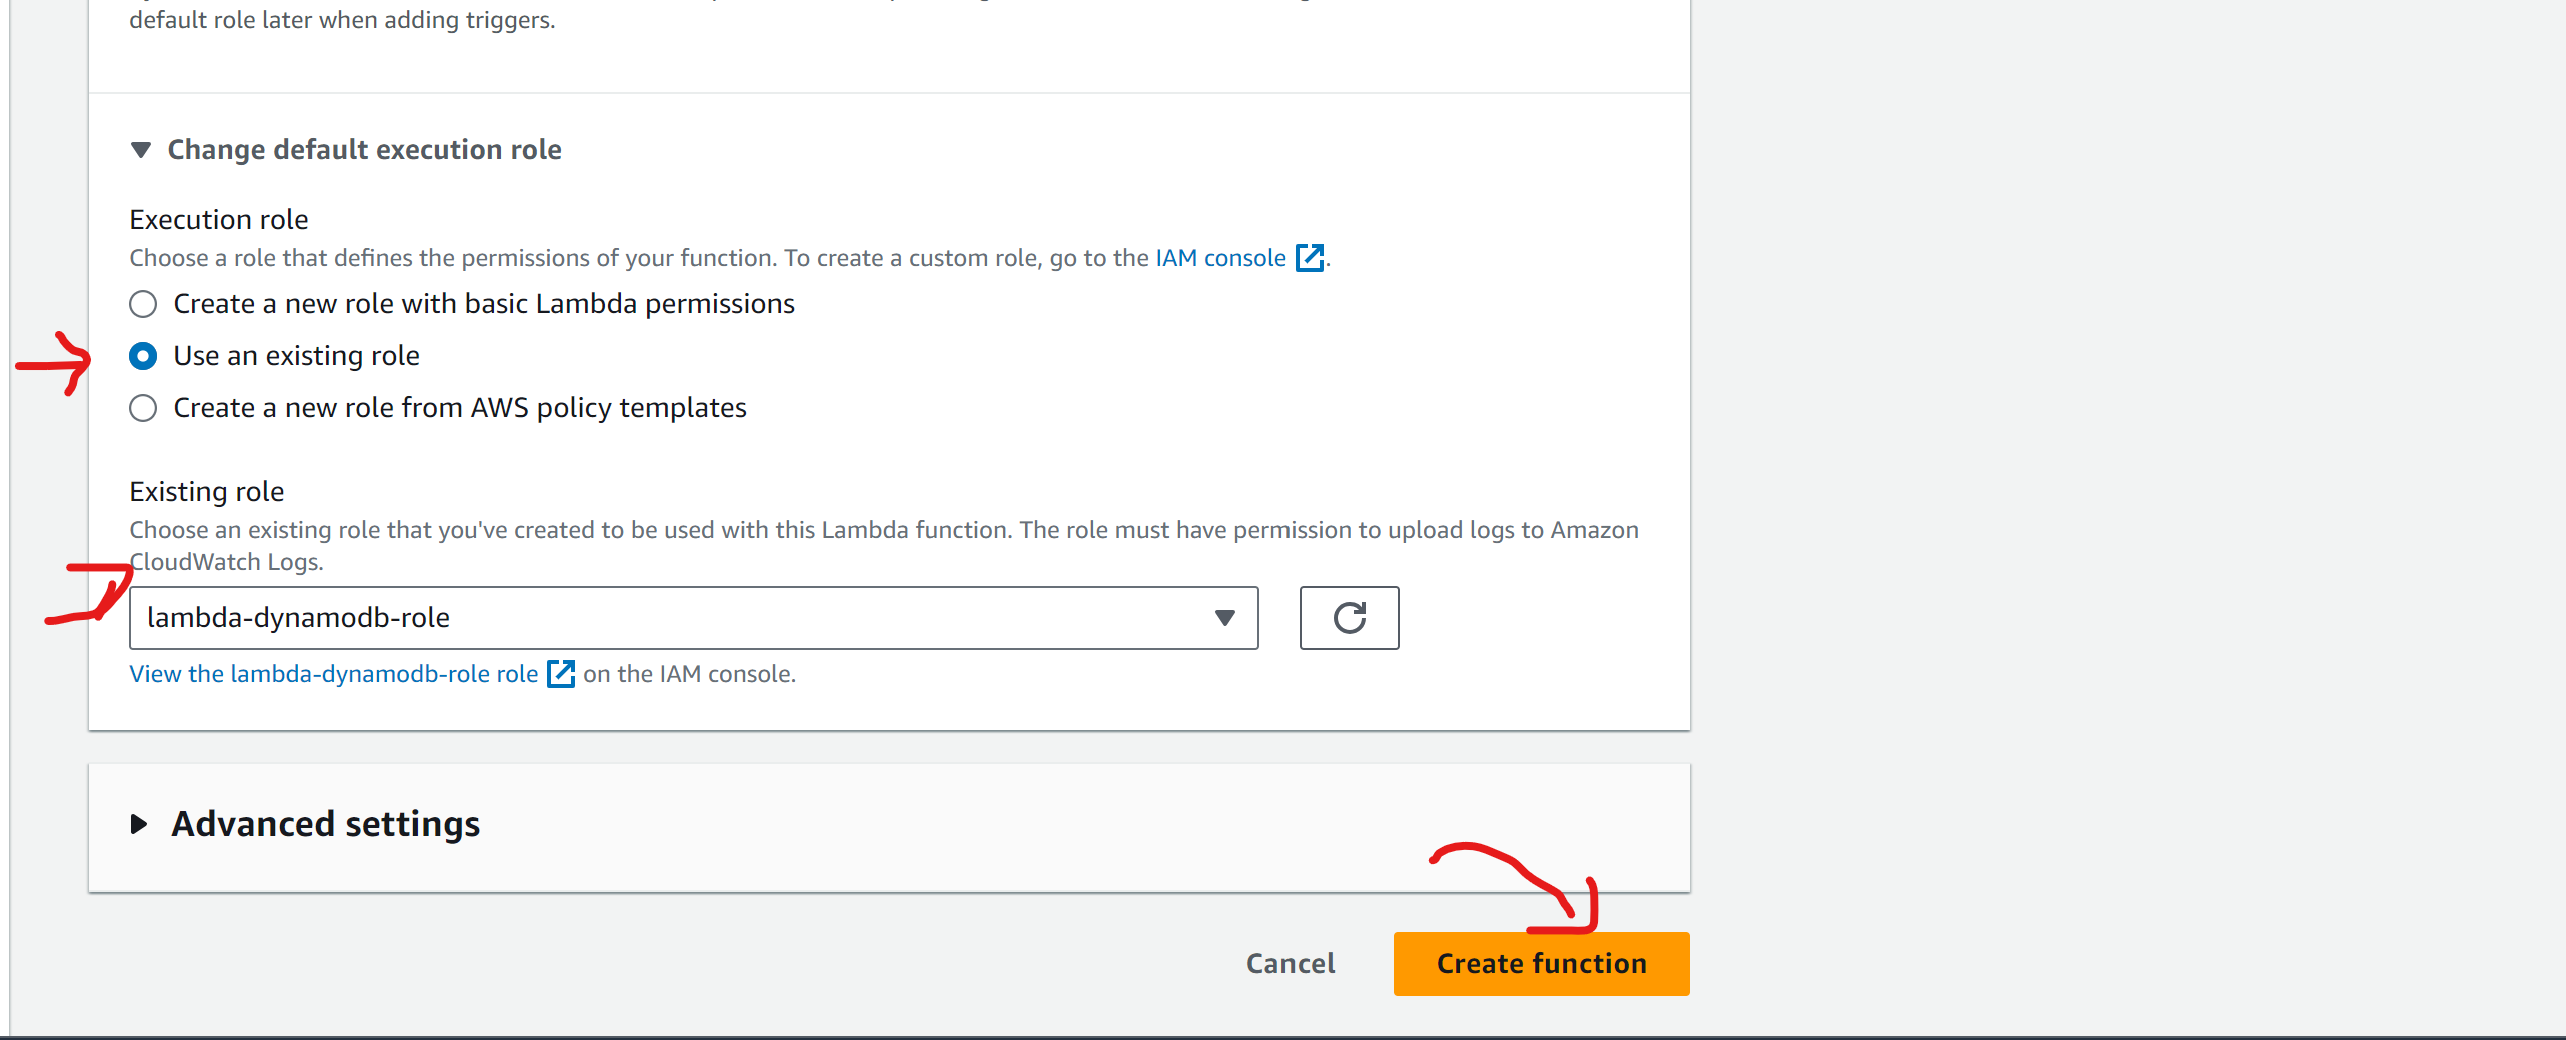 default role later when adding triggers.
Change default execution role
Execution role
Choose a role that defines the permissions of your function. To create a custom role, go to the IAM console.
Create a new role with basic Lambda permissions
Use an existing role
Create a new role from AWS policy templates
Existing role
Choose an existing role that you've created to be used with this Lambda function. The role must have permission to upload logs to Amazon
CloudWatch Logs.
lambda-dynamodb-role
View the lambda-dynamodb-role role on the IAM console.
Advanced settings
Cancel
Create function